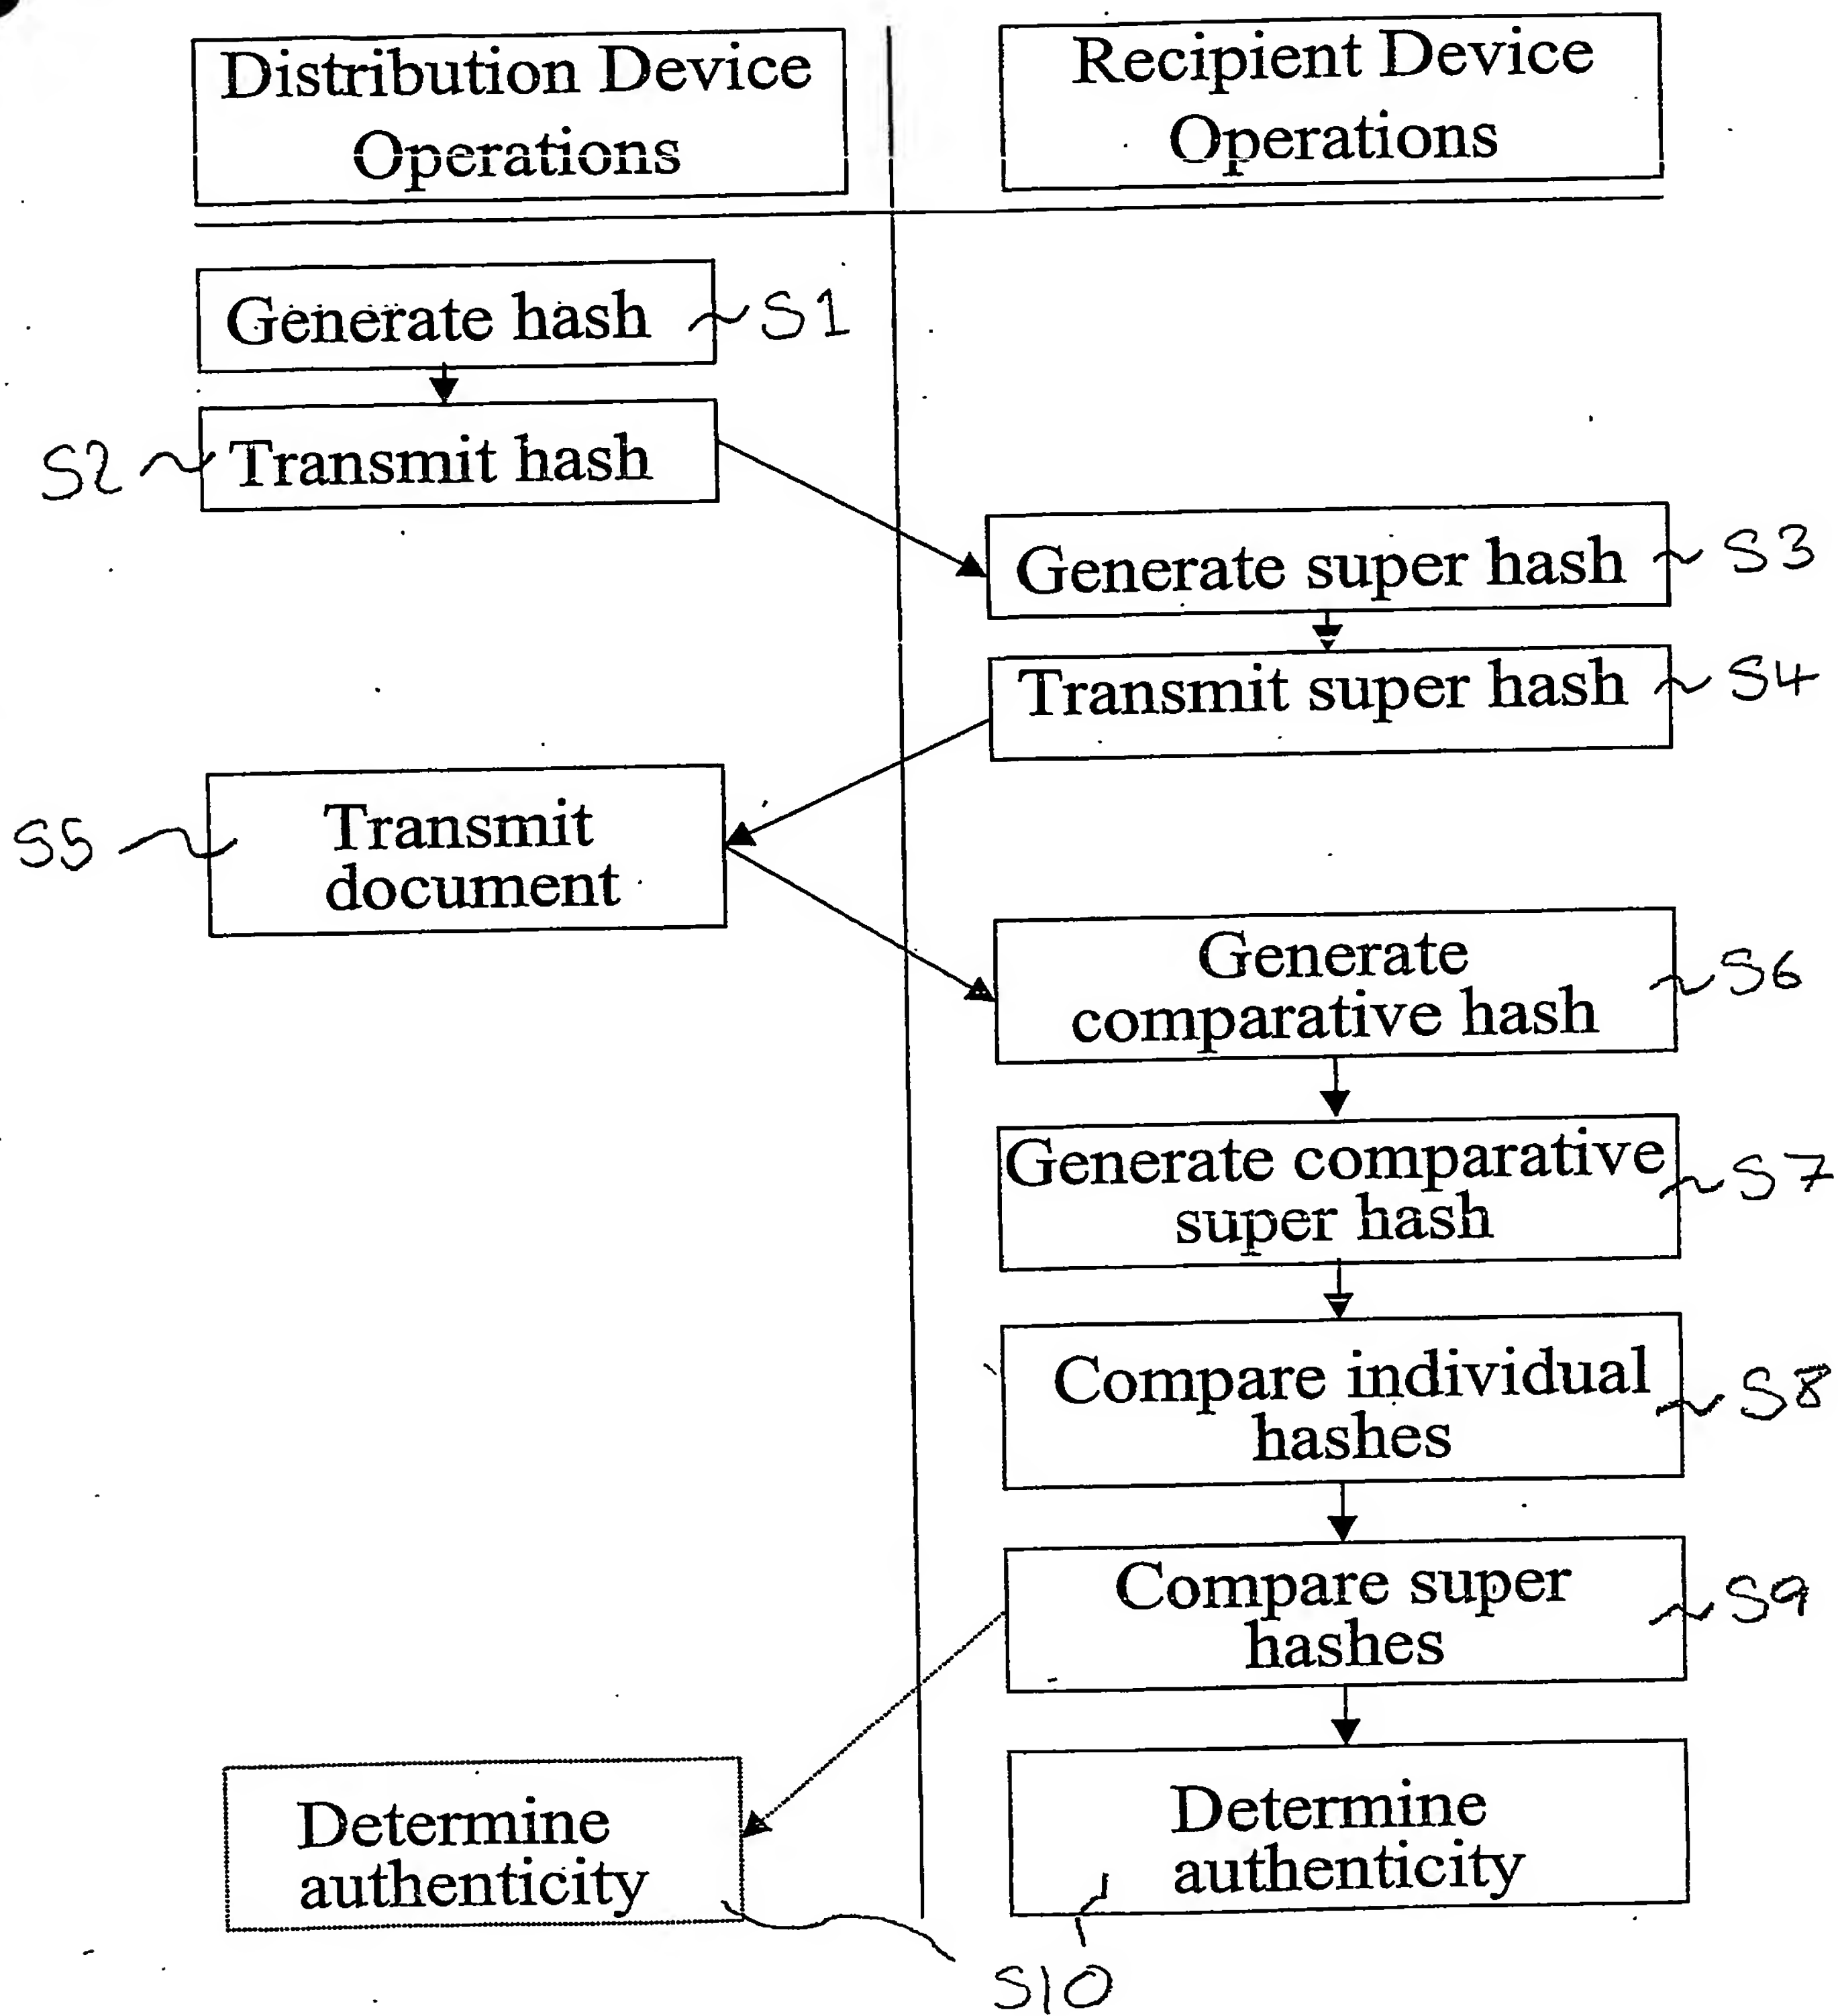 Distribution Device
Operations
Recipient Device
Operations
Generate hash
S1
S2
Transmit hash
Generate super hash
S3
Transmit super hash
S4
S5
Transmit
document
Generate
comparative hash
S6
Generate comparative
super hash
S7
Compare individual
hashes
S8
Compare super
hashes
S9
Determine
authenticity
Determine
authenticity
S10